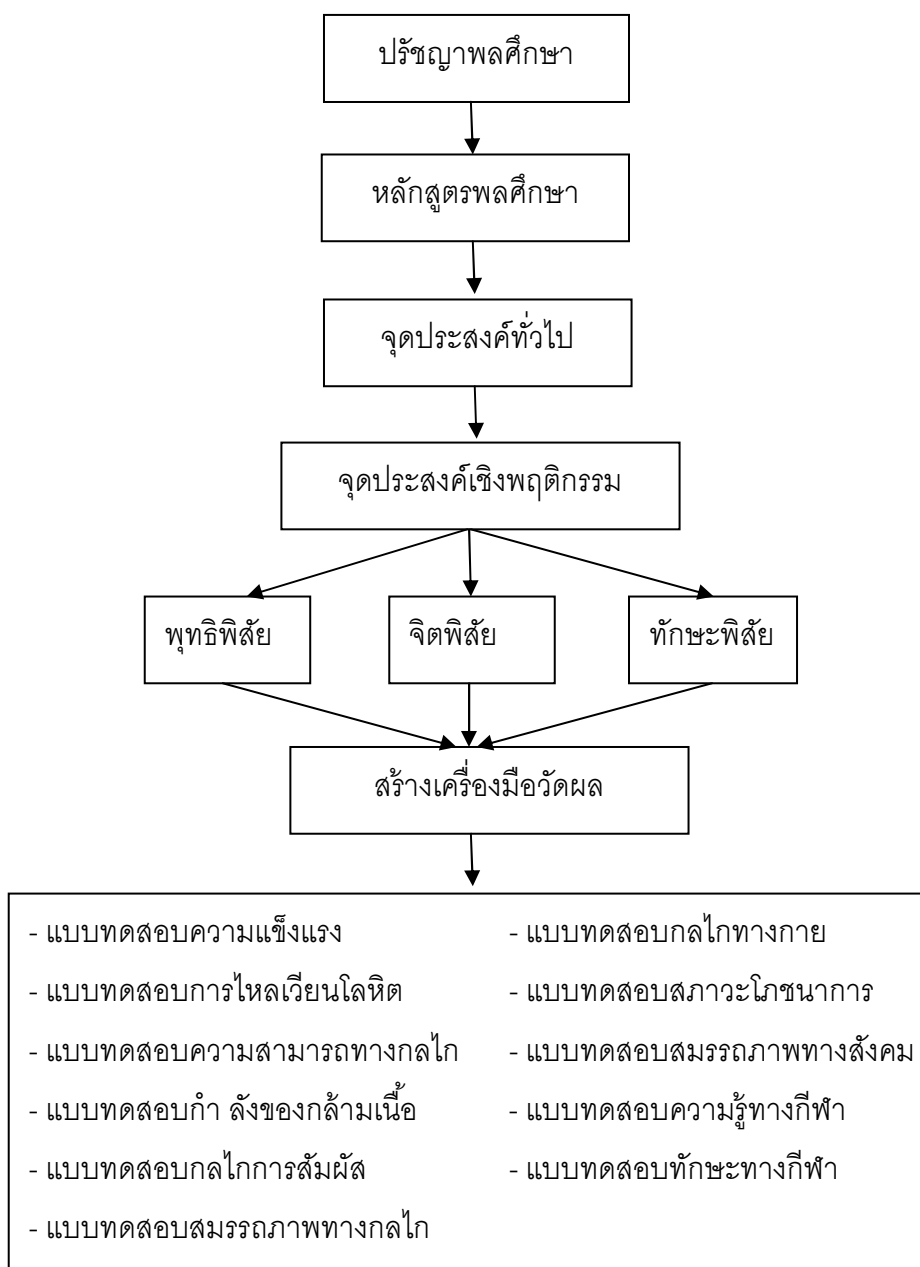 ปรัชญาพลศึกษา
หลักสูตรพลศึกษา
จุดประสงค์ทั่วไป
จุดประสงค์เชิงพฤติกรรม
พุทธิพิสัย
จิตพิสัย
ทักษะพิสัย
สร้างเครื่องมือวัดผล
- แบบทดสอบความแข็งแรง
- แบบทดสอบการไหลเวียนโลหิต
- แบบทดสอบความสามารถทางกลไก
- แบบทดสอบกำ ลังของกล้ามเนื้อ
- แบบทดสอบกลไกการสัมผัส
- แบบทดสอบสมรรถภาพทางกลไก
- แบบทดสอบกลไกทางกาย
- แบบทดสอบสภาวะโภชนาการ
- แบบทดสอบสมรรถภาพทางสังคม
- แบบทดสอบความรู้ทางกีฬา
- แบบทดสอบทักษะทางกีฬา